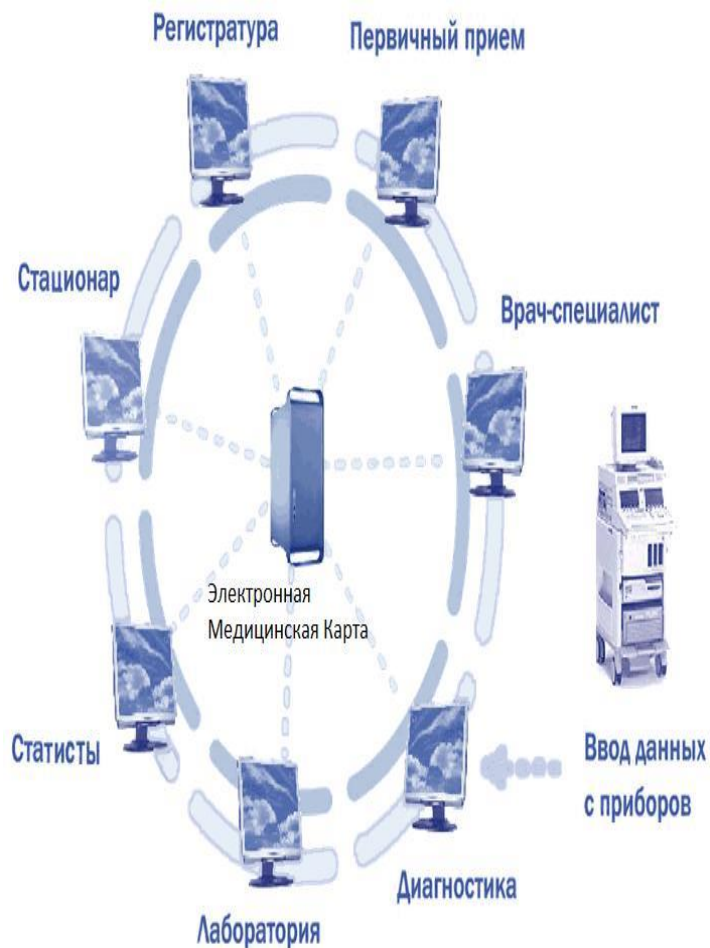 Регистратура
Первичный прием
Стационар
Врач-специалист
Электронная
Медицинская Карта
Статисты
Ввод данных
с приборов
Диагностика
Лаборатория